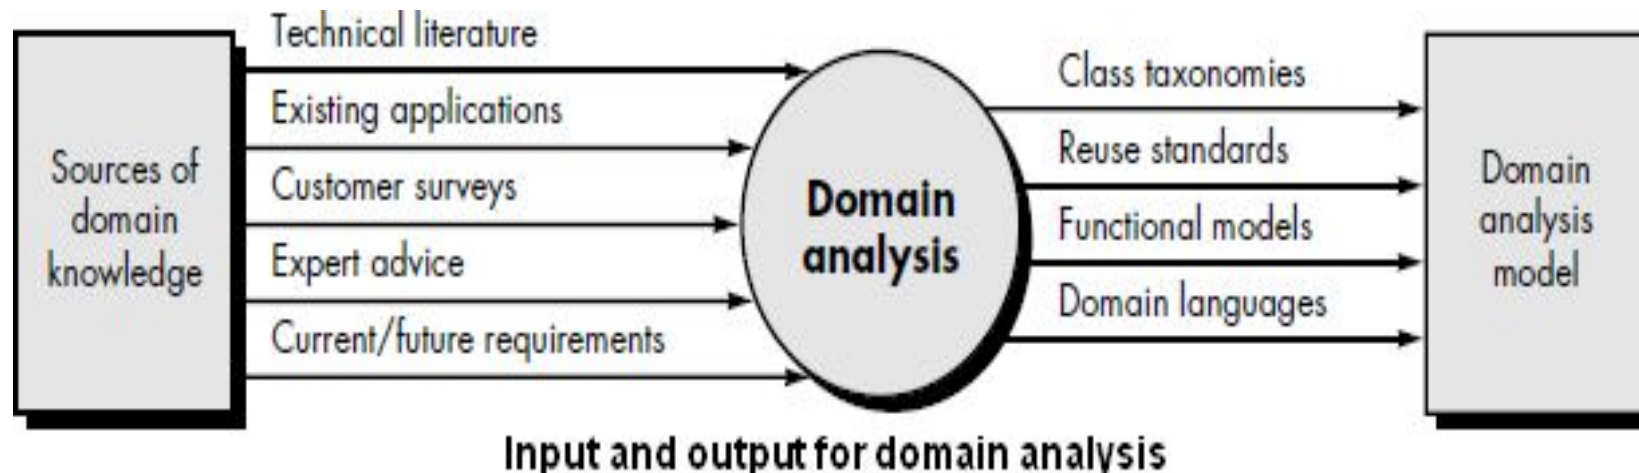 Sources of
domain
knowledge
Technical literature
Existing applications
Customer surveys
Expert advice
Current/future requirements
Domain
analysis
Class taxonomies
Reuse standards
Functional models
Domain languages
Domain
analysis
model
Input and output for domain analysis